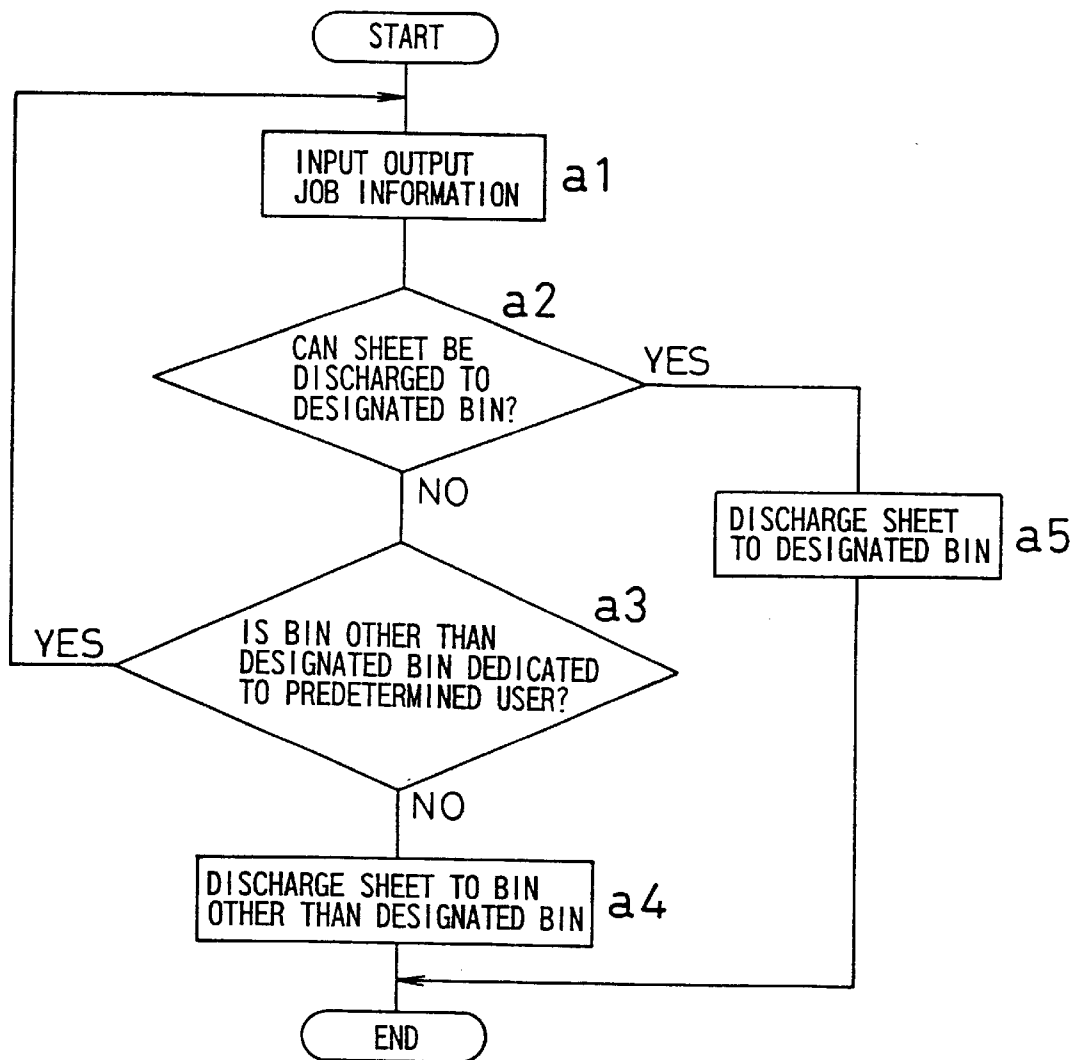 START
INPUT OUTPUT
JOB INFORMATION
a1
a2
CAN SHEET BE
DISCHARGED TO
DESIGNATED BIN?
YES
NO
DISCHARGE SHEET
TO DESIGNATED BIN
a5
a3
IS BIN OTHER THAN
DESIGNATED BIN DEDICATED
TO PREDETERMINED USER?
YES
NO
DISCHARGE SHEET TO BIN
OTHER THAN DESIGNATED BIN
a4
END